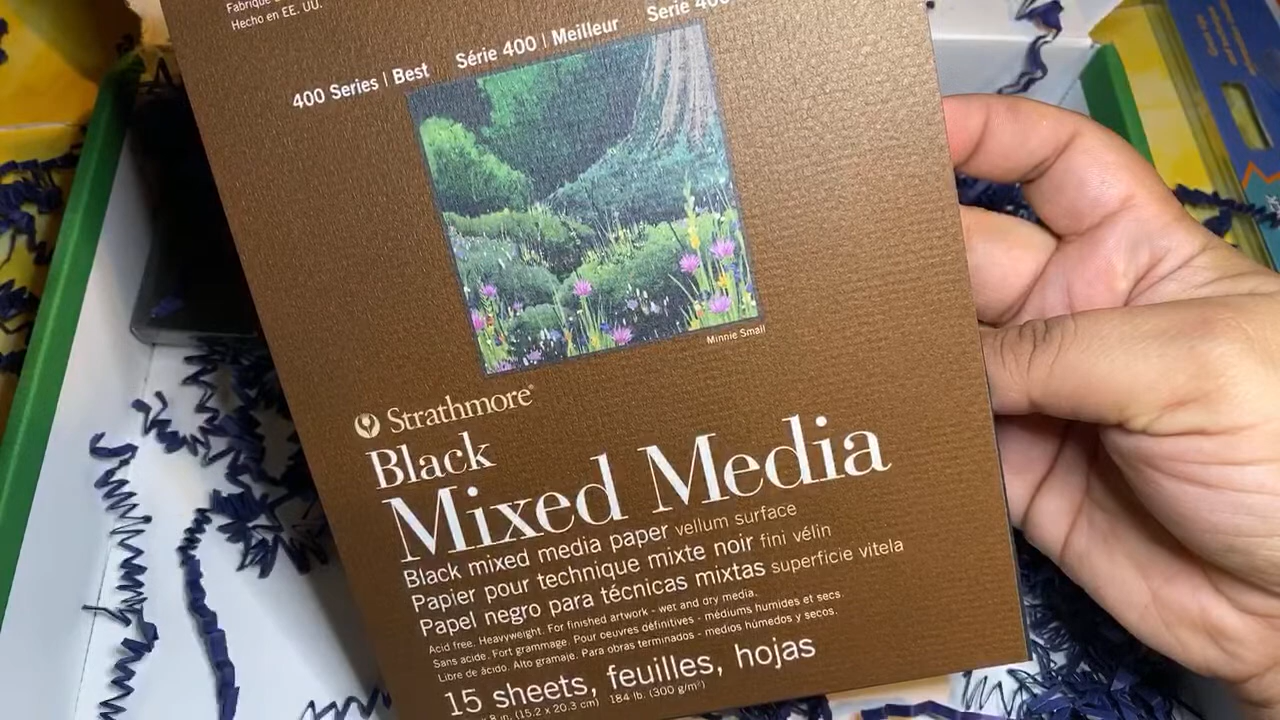 Hecho en EE. UU.
400 Series | Best Série 400 | Meilleur Serie 400
Minnie Small
Strathmore®
Black
Mixed Media
Black mixed media paper vellum surface
Papier pour technique mixte noir fini vélin
Papel negro para técnicas mixtas superficie vitela
Acid free. Heavyweight. For finished artwork - wet and dry media.
Sans acide. Fort grammage. Pour oeuvres définitives - médiums humides et secs.
Libre de ácido. Alto gramaje. Para obras terminados - medios húmedos y secos.
15 sheets, feuilles, hojas
8 in. (15.2 x 20.3 cm) 184 lb. (300 g/m²)